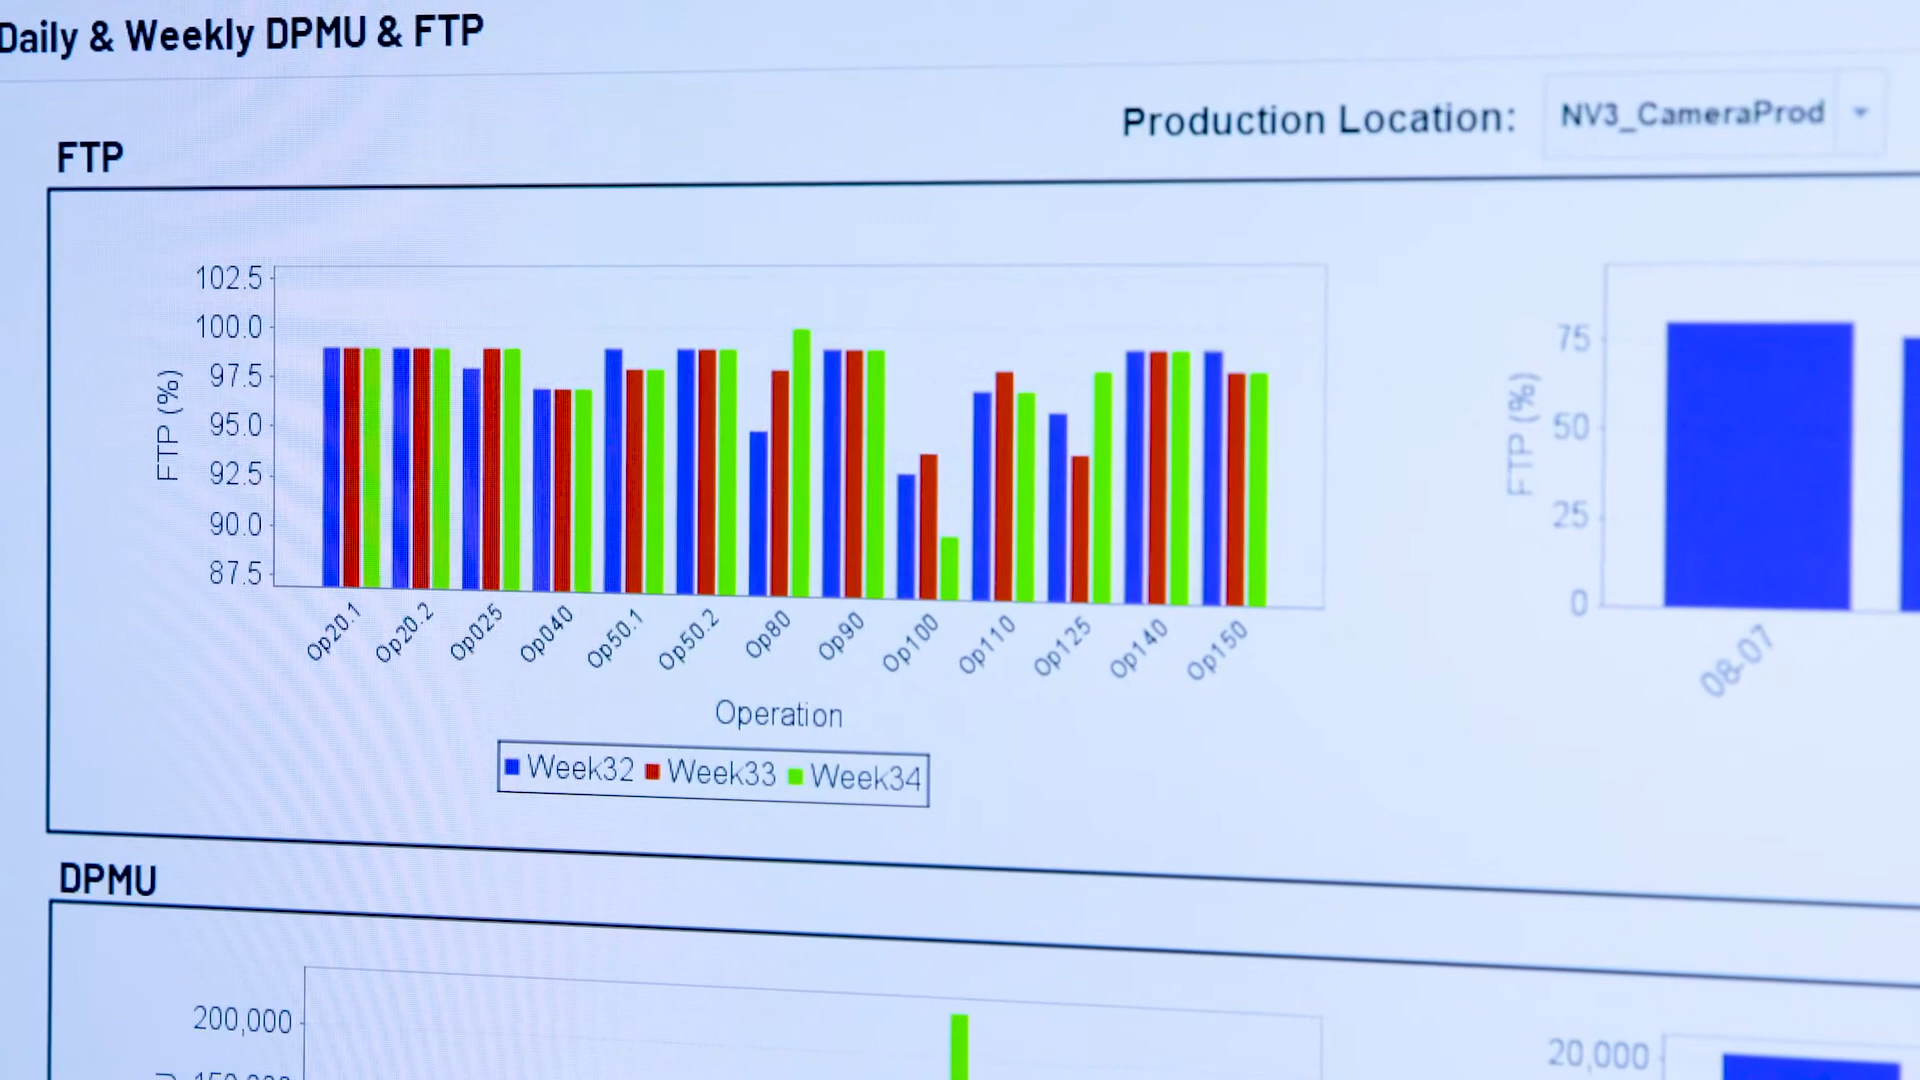 Daily & Weekly DPMU & FTP
Production Location: NV3_CameraProd
FTP
102.5
100.0
97.5
95.0
92.5
90.0
87.5
FTP (%)
Op20.1 Op20.2 Op025 Op040 Op50.1 Op50.2 Op80 Op90 Op100 Op110 Op125 Op140 Op150
Operation
Week32 Week33 Week34
75
50
25
0
FTP (%)
08-07
DPMU
200,000
20,000